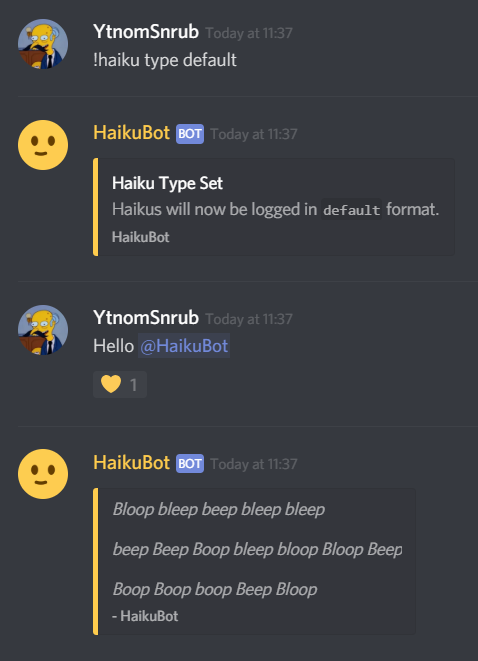 YtnomSnrub Today at 11:37
!haiku type default
HaikuBot BOT Today at 11:37
Haiku Type Set
Haikus will now be logged in default format.
HaikuBot
YtnomSnrub Today at 11:37
Hello @HaikuBot
1
HaikuBot BOT Today at 11:37
Bloop bleep beep bleep bleep
beep Beep Boop bleep bloop Bloop Beep
Boop Boop boop Beep Bloop
- HaikuBot